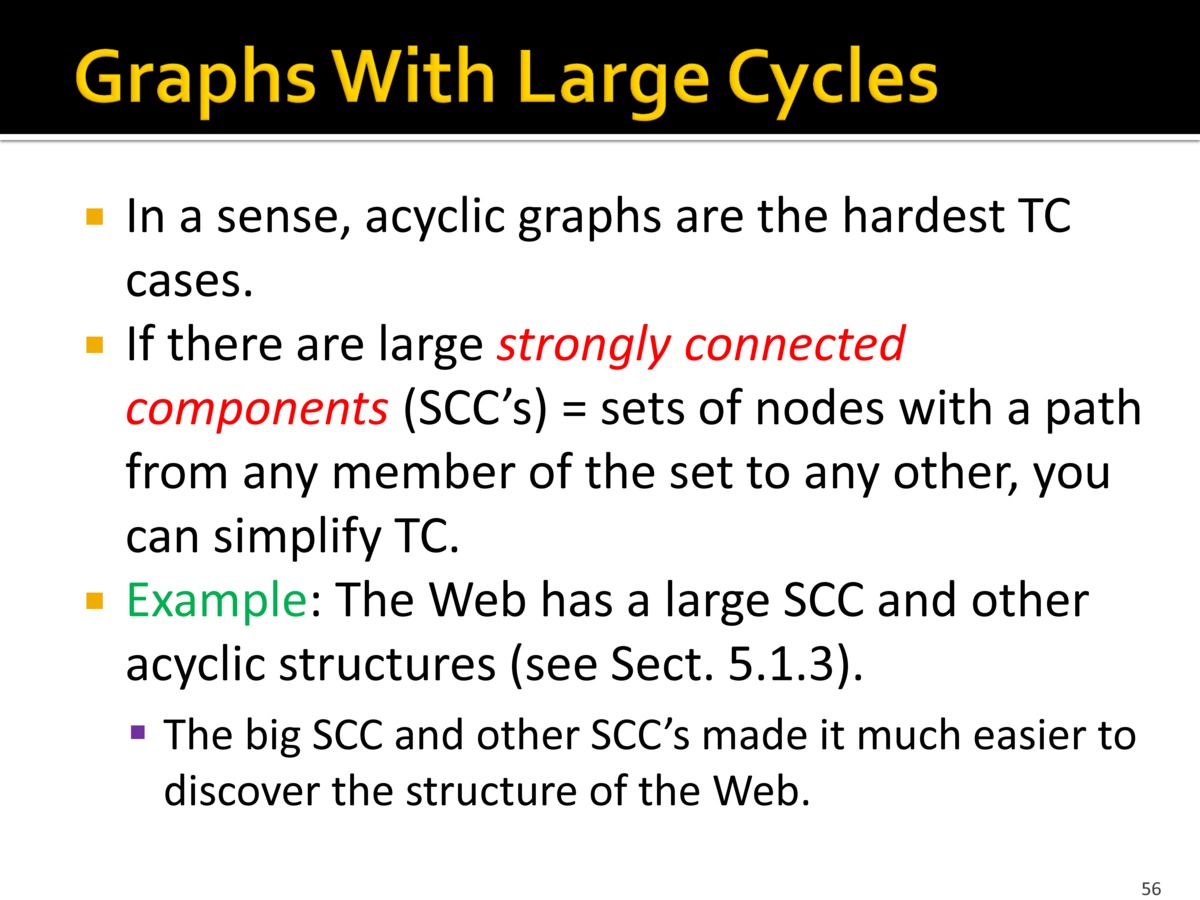 Graphs With Large Cycles
In a sense, acyclic graphs are the hardest TC
cases.
If there are large strongly connected
components (SCC’s) = sets of nodes with a path
from any member of the set to any other, you
can simplify TC.
Example: The Web has a large SCC and other
acyclic structures (see Sect. 5.1.3).
The big SCC and other SCC’s made it much easier to
discover the structure of the Web.
56